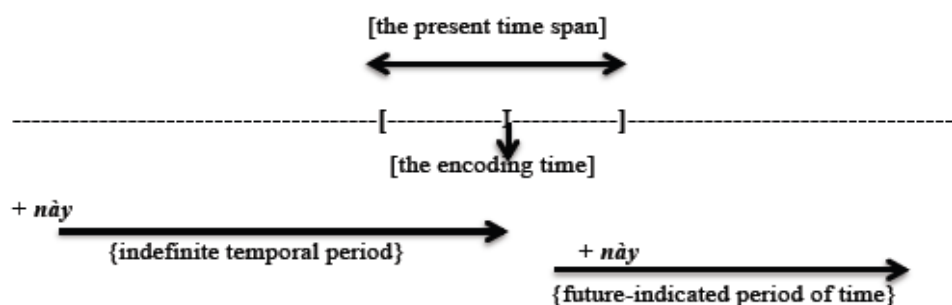 [the present time span]
--------------------------------------[-------------I------------]-----------------------------------
[the encoding time]
+ này
{indefinite temporal period}
+ này
{future-indicated period of time}